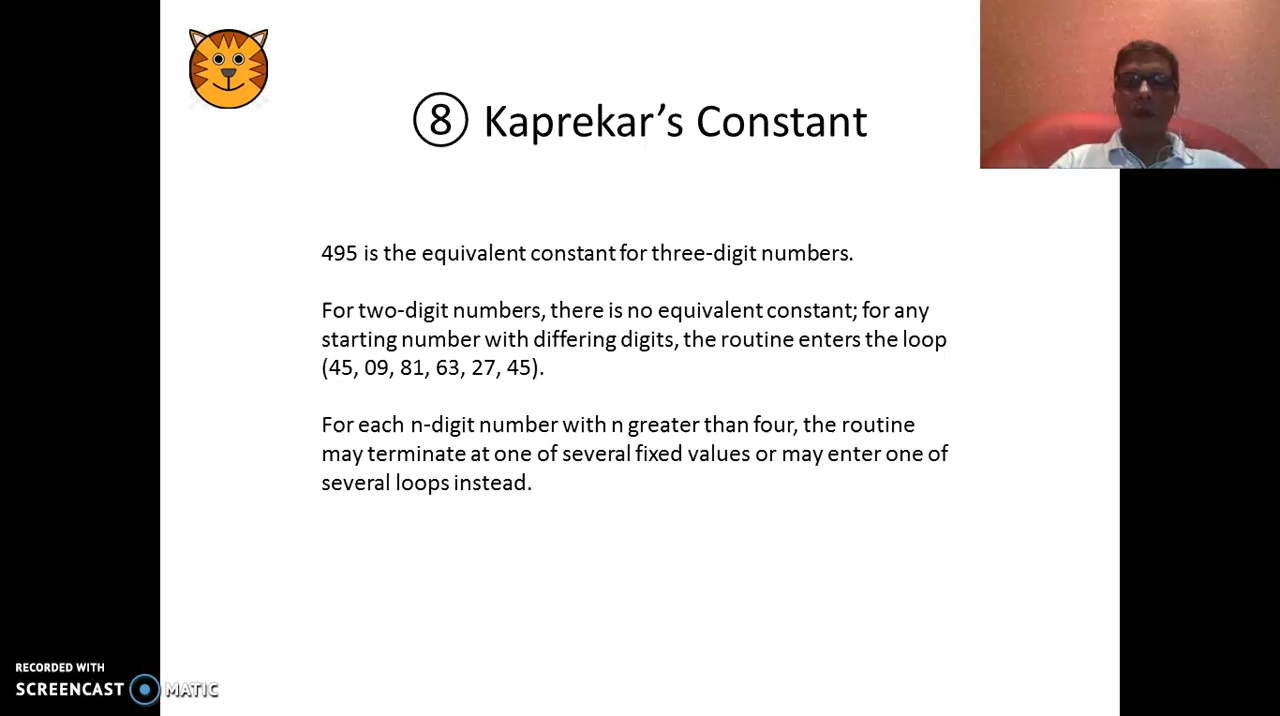 ⑧ Kaprekar’s Constant
495 is the equivalent constant for three-digit numbers.
For two-digit numbers, there is no equivalent constant; for any
starting number with differing digits, the routine enters the loop
(45, 09, 81, 63, 27, 45).
For each n-digit number with n greater than four, the routine
may terminate at one of several fixed values or may enter one of
several loops instead.
RECORDED WITH
SCREENCAST MATIC